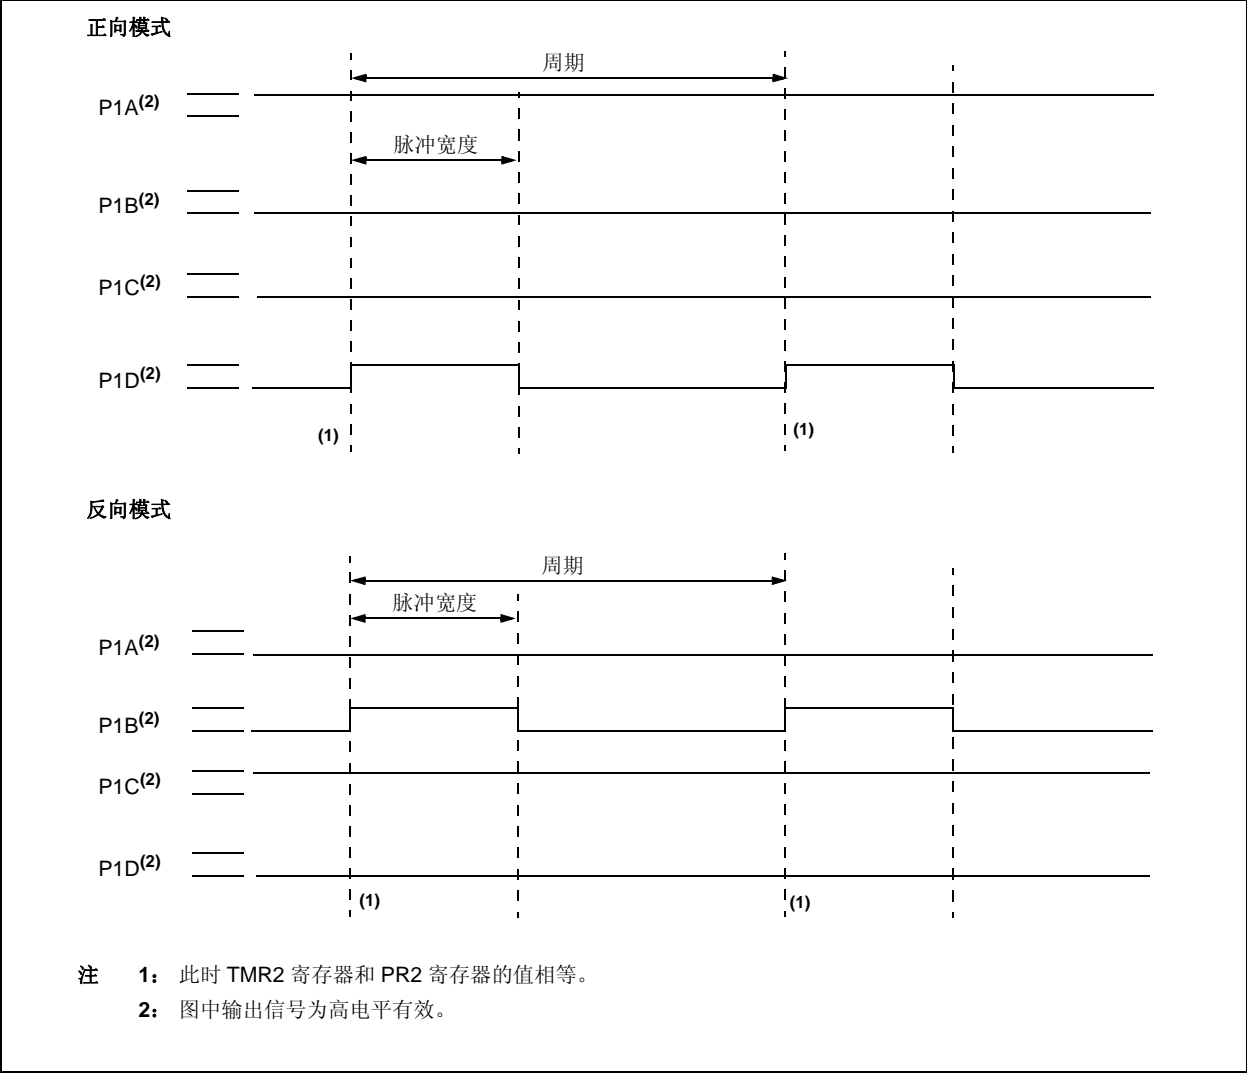 正向模式
周期
P1A(2)
脉冲宽度
P1B(2)
P1C(2)
P1D(2)
(1)
(1)
反向模式
周期
脉冲宽度
P1A(2)
P1B(2)
P1C(2)
P1D(2)
(1)
(1)
注 1： 此时 TMR2 寄存器和 PR2 寄存器的值相等。
2： 图中输出信号为高电平有效。